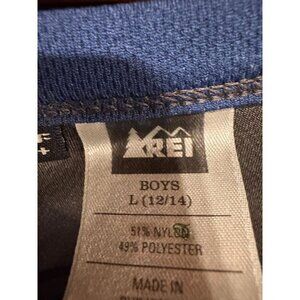 REI
BOYS
L (12/14)
51% NYLON
49% POLYESTER
MADE IN